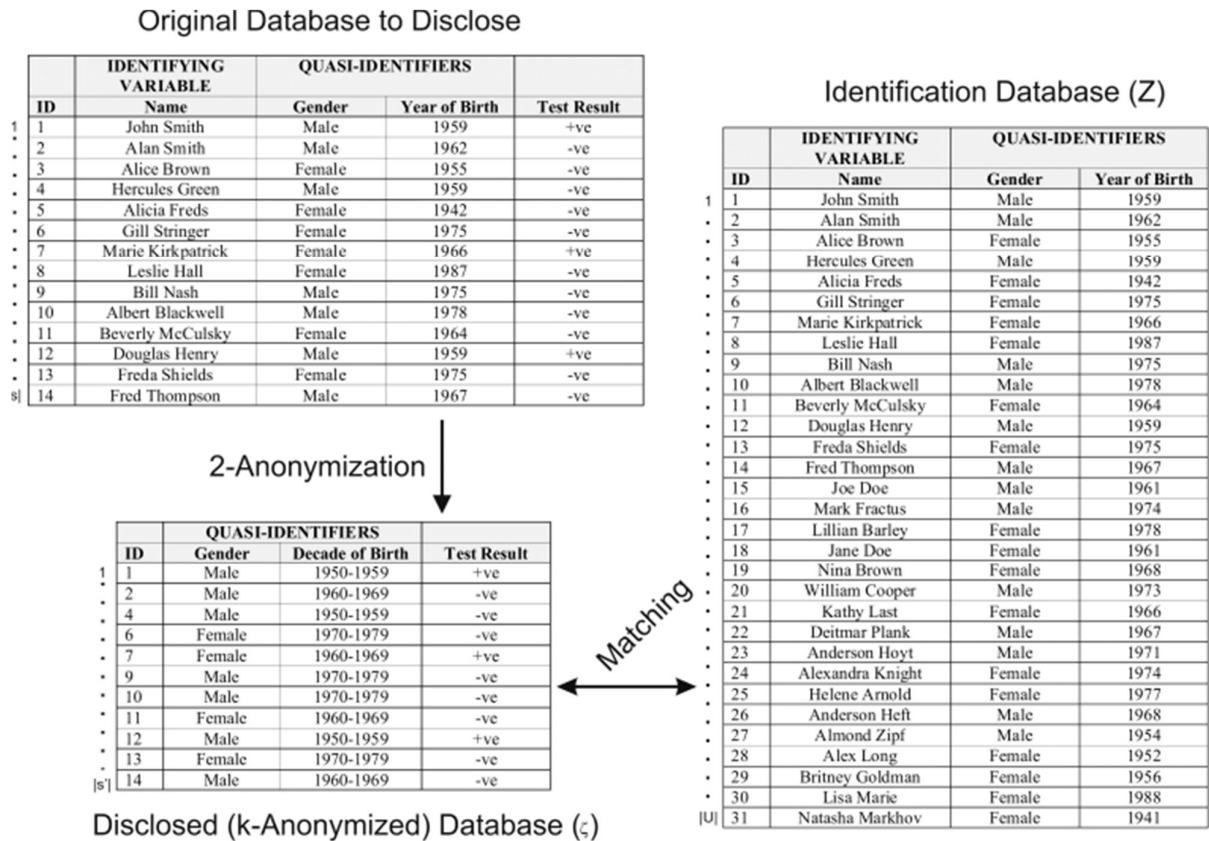 Original Database to Disclose
IDENTIFYING VARIABLE QUASI-IDENTIFIERS
ID Name Gender Year of Birth Test Result
1 1 John Smith Male 1959 +ve
2 Alan Smith Male 1962 -ve
3 Alice Brown Female 1955 -ve
4 Hercules Green Male 1959 -ve
5 Alicia Freds Female 1942 -ve
6 Gill Stringer Female 1975 -ve
7 Marie Kirkpatrick Female 1966 +ve
8 Leslie Hall Female 1987 -ve
9 Bill Nash Male 1975 -ve
10 Albert Blackwell Male 1978 -ve
11 Beverly McCulsky Female 1964 -ve
12 Douglas Henry Male 1959 +ve
13 Freda Shields Female 1975 -ve
s| 14 Fred Thompson Male 1967 -ve
2-Anonymization
QUASI-IDENTIFIERS
ID Gender Decade of Birth Test Result
1 1 Male 1950-1959 +ve
2 Male 1960-1969 -ve
4 Male 1950-1959 -ve
6 Female 1970-1979 -ve
7 Female 1960-1969 +ve
9 Male 1970-1979 -ve
10 Male 1970-1979 -ve
11 Female 1960-1969 -ve
12 Male 1950-1959 +ve
13 Female 1970-1979 -ve
|s'| 14 Male 1960-1969 -ve
Disclosed (k-Anonymized) Database (ζ)
Matching
Identification Database (Z)
IDENTIFYING VARIABLE QUASI-IDENTIFIERS
ID Name Gender Year of Birth
1 1 John Smith Male 1959
2 Alan Smith Male 1962
3 Alice Brown Female 1955
4 Hercules Green Male 1959
5 Alicia Freds Female 1942
6 Gill Stringer Female 1975
7 Marie Kirkpatrick Female 1966
8 Leslie Hall Female 1987
9 Bill Nash Male 1975
10 Albert Blackwell Male 1978
11 Beverly McCulsky Female 1964
12 Douglas Henry Male 1959
13 Freda Shields Female 1975
14 Fred Thompson Male 1967
15 Joe Doe Male 1961
16 Mark Fractus Male 1974
17 Lillian Barley Female 1978
18 Jane Doe Female 1961
19 Nina Brown Female 1968
20 William Cooper Male 1973
21 Kathy Last Female 1966
22 Deitmar Plank Male 1967
23 Anderson Hoyt Male 1971
24 Alexandra Knight Female 1974
25 Helene Arnold Female 1977
26 Anderson Heft Male 1968
27 Almond Zipf Male 1954
28 Alex Long Female 1952
29 Britney Goldman Female 1956
30 Lisa Marie Female 1988
|U| 31 Natasha Markhov Female 1941